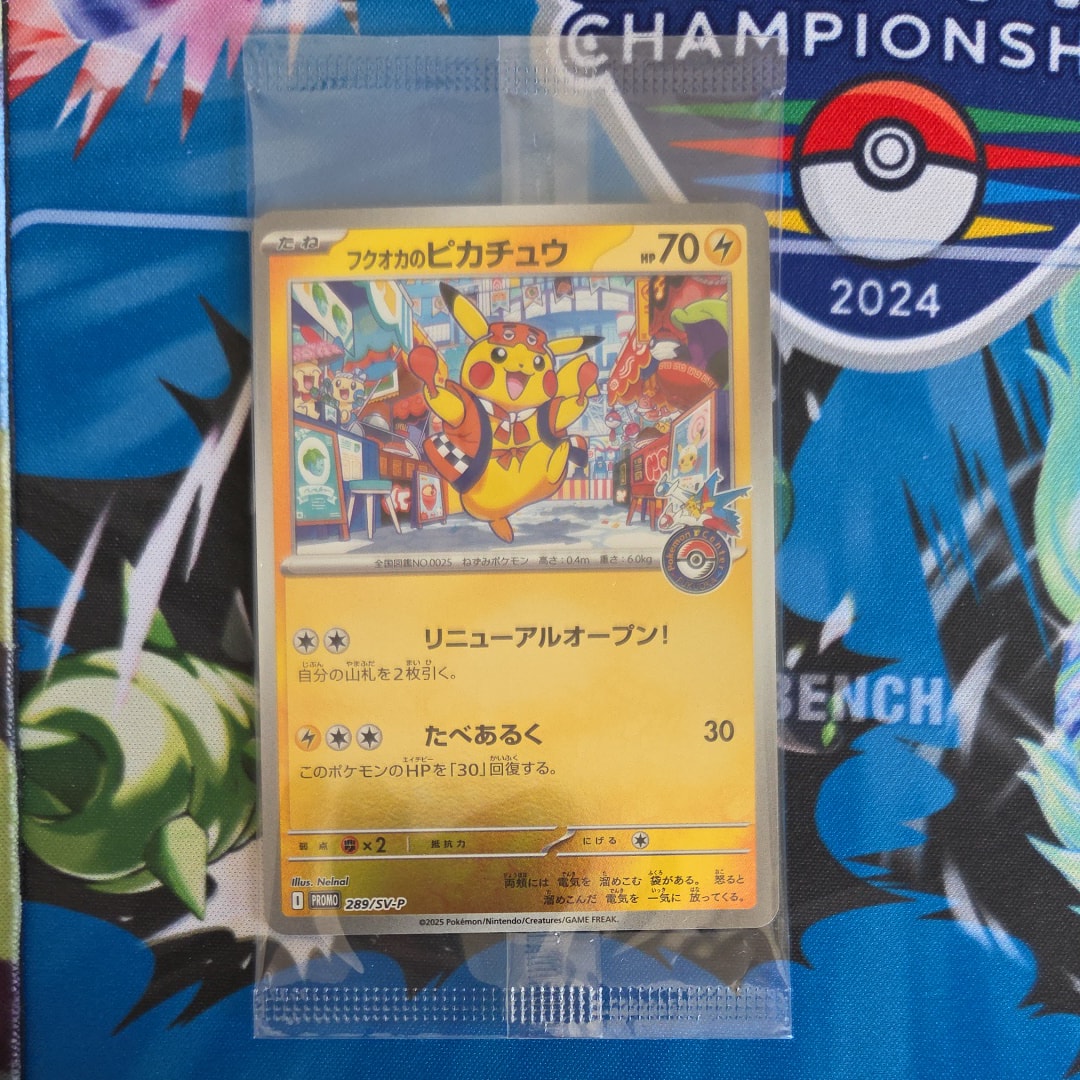 CHAMPIONSH
2024
たね
フクオカのピカチュウ
HP 70
Pokémon Center
全国図鑑NO.0025 ねずみポケモン 高さ:0.4m 重さ:6.0kg
リニューアルオープン!
自分の山札を2枚引く。
BENCH
たべあるく 30
このポケモンのHPを「30」回復する。
弱点 ×2 抵抗力 にげる
Illus. Neinal
両頬には 電気を 溜めこむ 袋がある。 怒ると
溜めこんだ 電気を 一気に 放ってくる。
I PROMO 289/SV-P
©2025 Pokémon/Nintendo/Creatures/GAME FREAK.